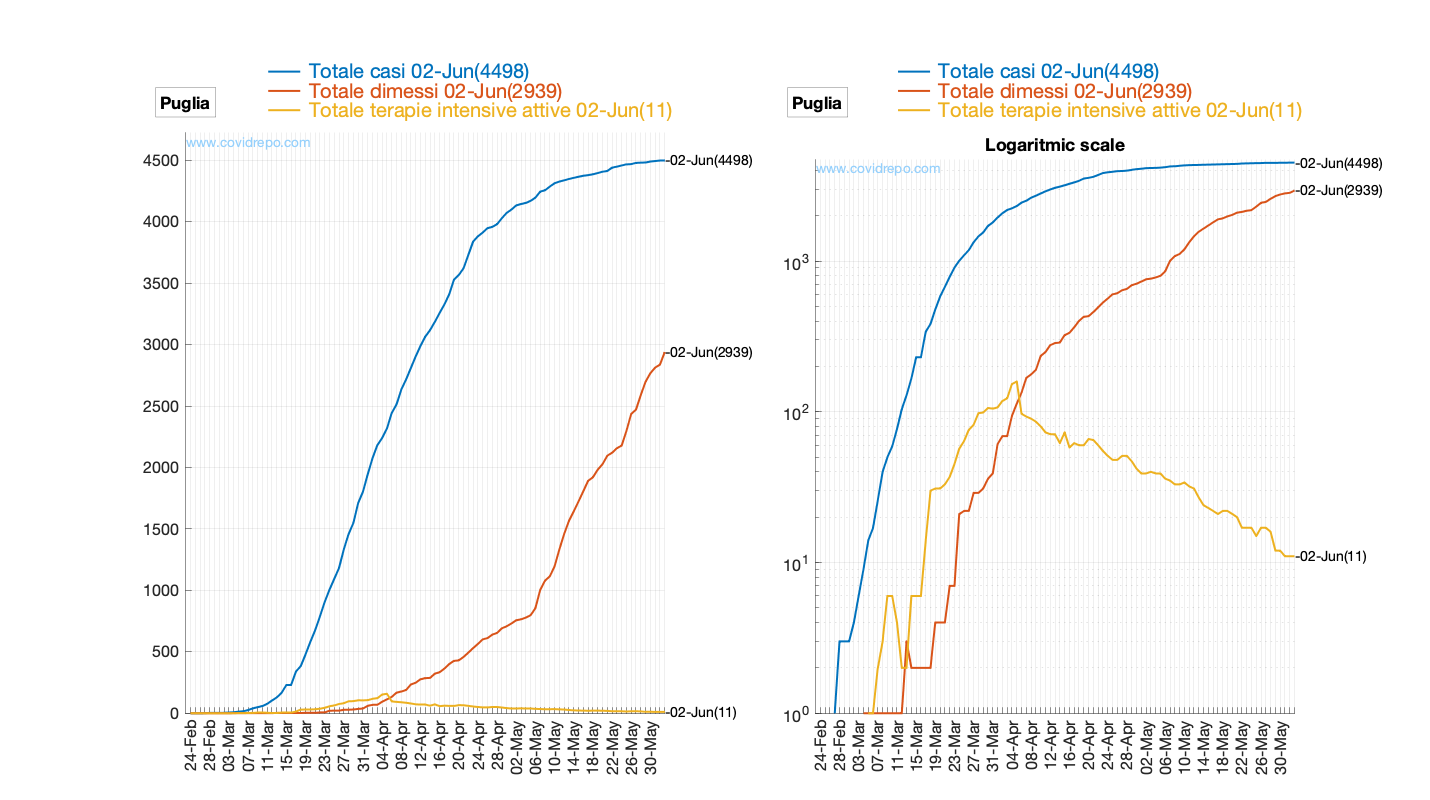 Totale casi 02-Jun(4498)
Totale dimessi 02-Jun(2939)
Totale terapie intensive attive 02-Jun(11)
Puglia
www.covidrepo.com
4500
4000
3500
3000
2500
2000
1500
1000
500
0
02-Jun(4498)
02-Jun(2939)
02-Jun(11)
24-Feb
28-Feb
03-Mar
07-Mar
11-Mar
15-Mar
19-Mar
23-Mar
27-Mar
31-Mar
04-Apr
08-Apr
12-Apr
16-Apr
20-Apr
24-Apr
28-Apr
02-May
06-May
10-May
14-May
18-May
22-May
26-May
30-May
Totale casi 02-Jun(4498)
Totale dimessi 02-Jun(2939)
Totale terapie intensive attive 02-Jun(11)
Puglia
Logaritmic scale
www.covidrepo.com
10³
10²
10¹
10⁰
02-Jun(4498)
02-Jun(2939)
02-Jun(11)
24-Feb
28-Feb
03-Mar
07-Mar
11-Mar
15-Mar
19-Mar
23-Mar
27-Mar
31-Mar
04-Apr
08-Apr
12-Apr
16-Apr
20-Apr
24-Apr
28-Apr
02-May
06-May
10-May
14-May
18-May
22-May
26-May
30-May